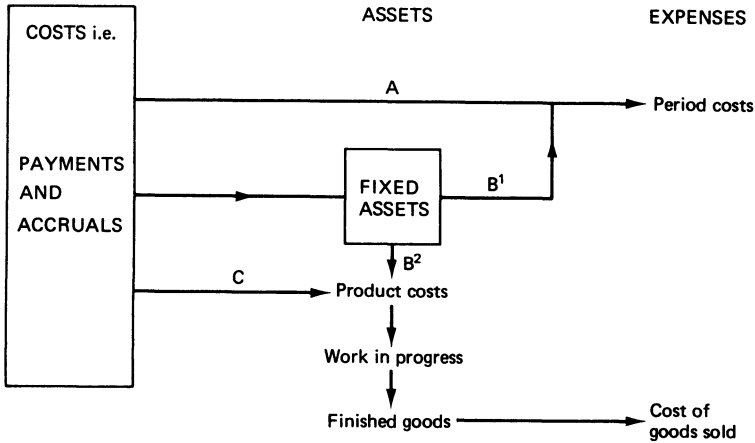 ASSETS
EXPENSES
COSTS i.e.
A
Period costs
PAYMENTS
AND
ACCRUALS
FIXED
ASSETS
B¹
B²
C
Product costs
Work in progress
Finished goods
Cost of
goods sold